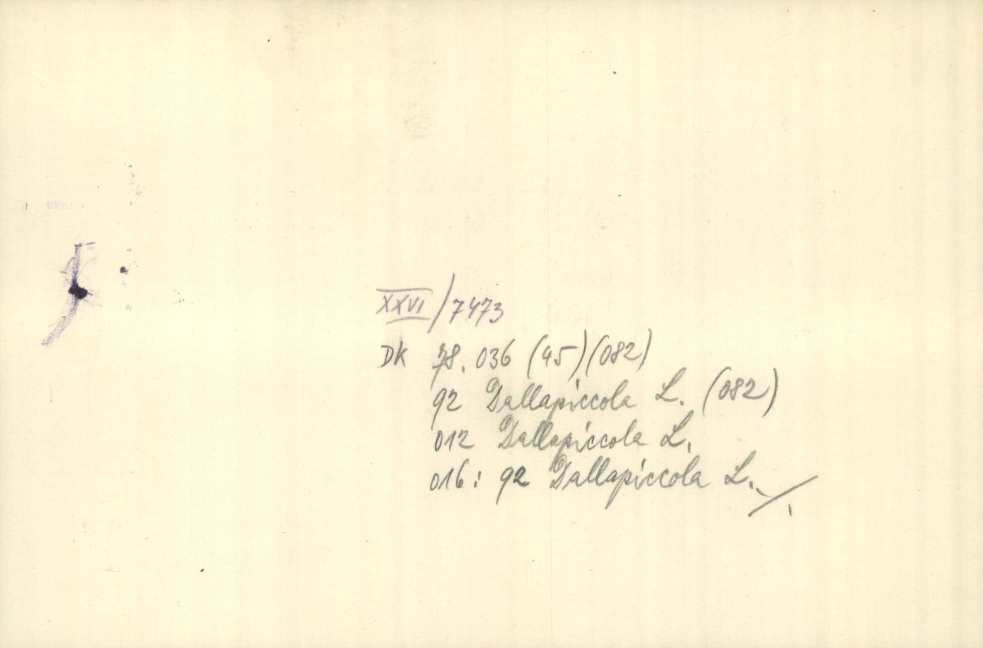 XXVI/7473
DK 78.036 (45)(082)
92 Dallapiccola L. (082)
012 Dallapiccola L.
016: 92 Dallapiccola L. /.